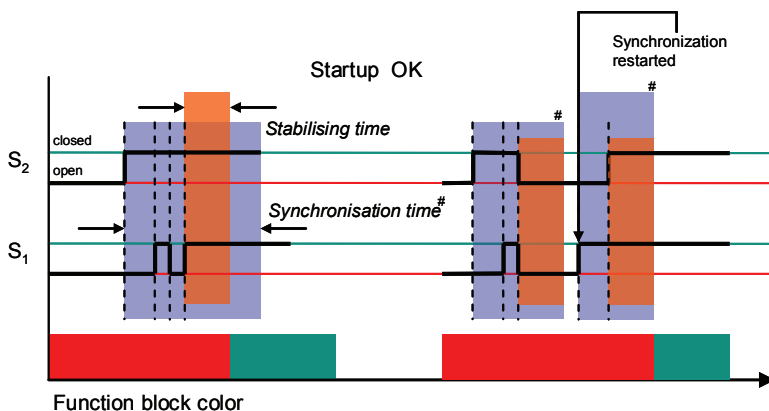 Synchronization
restarted
Startup OK
#
#
closed
Stabilising time
S2
open
Synchronisation time#
S1
Function block color